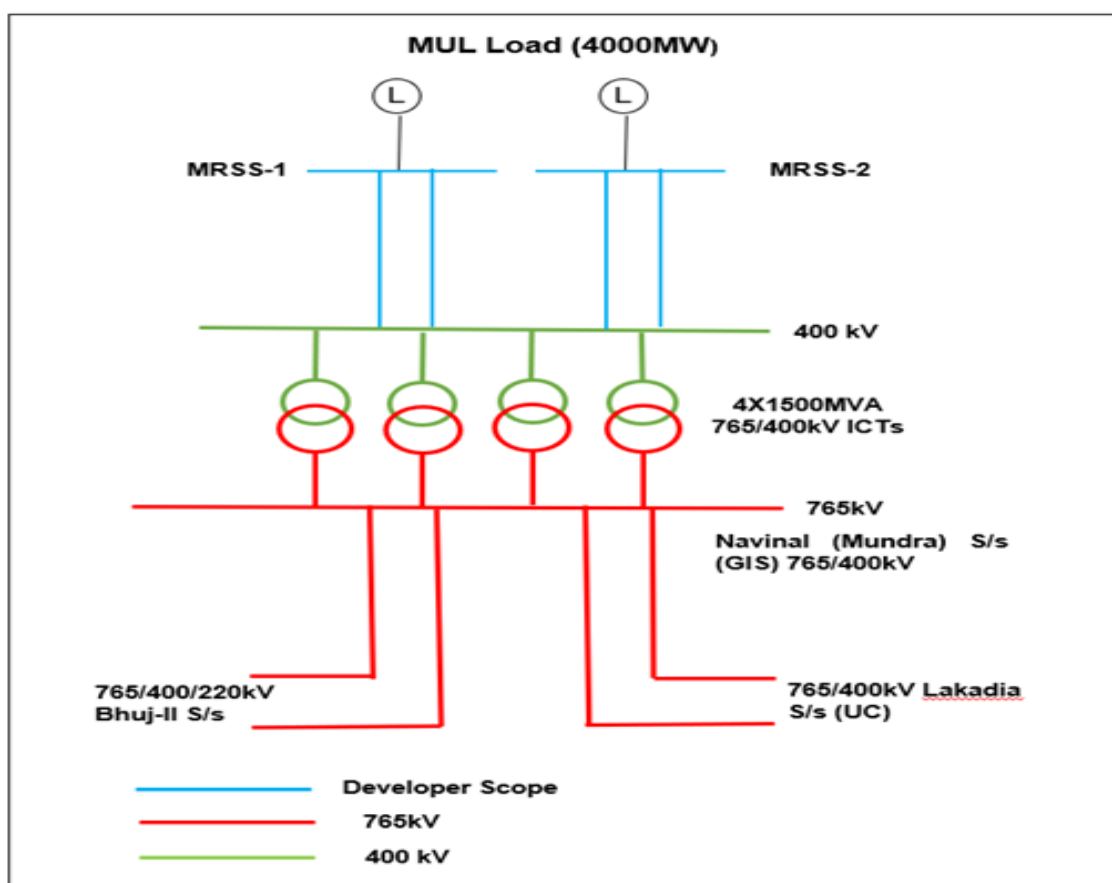 MUL Load (4000MW)
L
L
MRSS-1
MRSS-2
400 kV
4X1500MVA
765/400kV ICTs
765kV
Navinal (Mundra) S/s
(GIS) 765/400kV
765/400/220kV
Bhuj-II S/s
765/400kV Lakadia
S/s (UC)
Developer Scope
765kV
400 kV